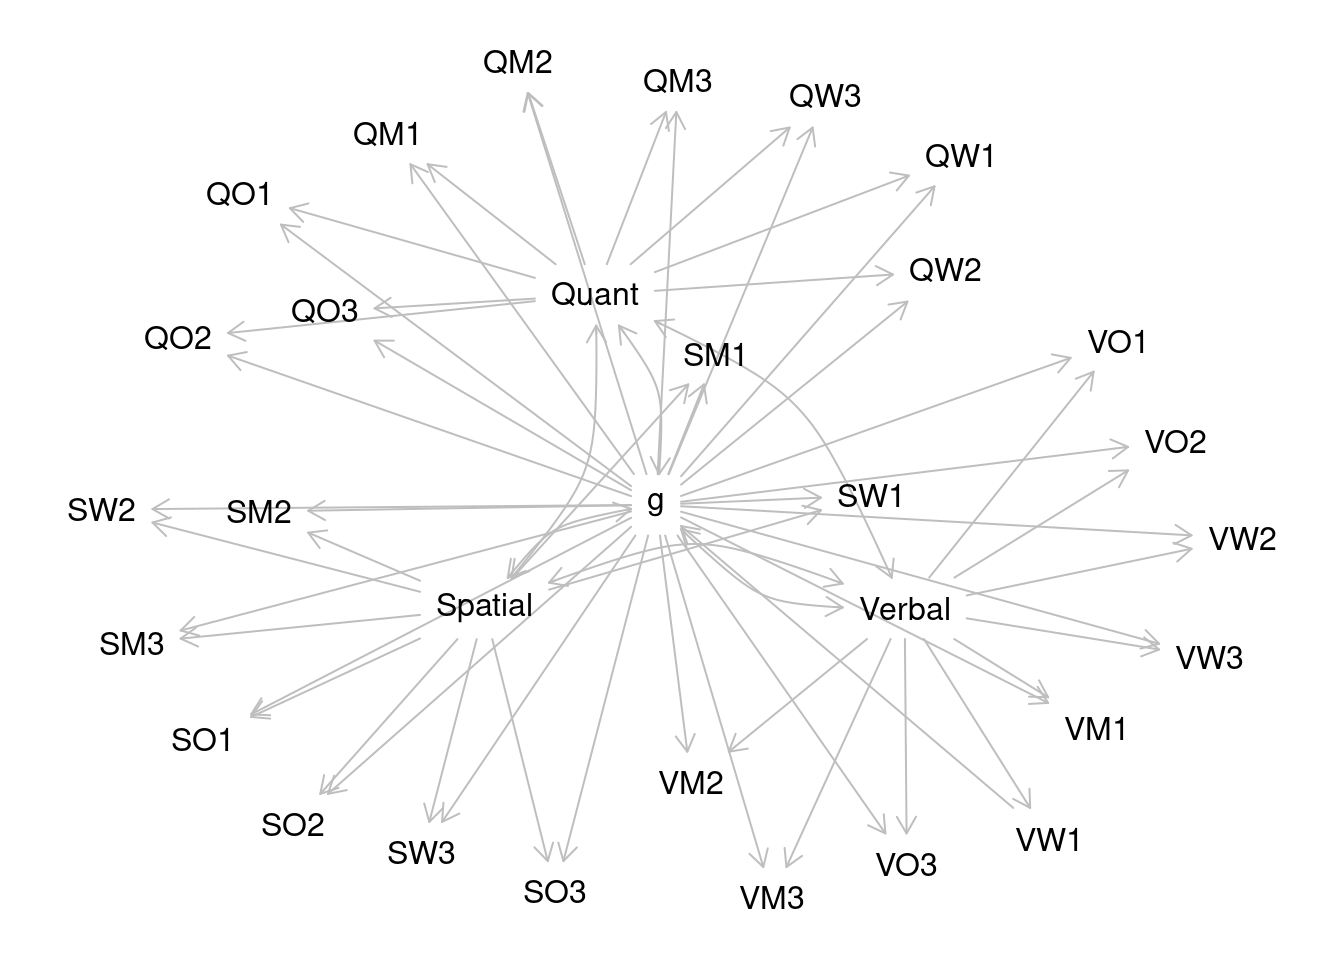 QM2
QM3
QW3
QM1
QW1
QO1
QW2
Quant
QO3
QO2
VO1
SM1
VO2
SW1
g
SW2
SM2
VW2
Spatial
Verbal
SM3
VW3
VM1
SO1
VM2
SO2
VW1
SW3
VO3
SO3
VM3